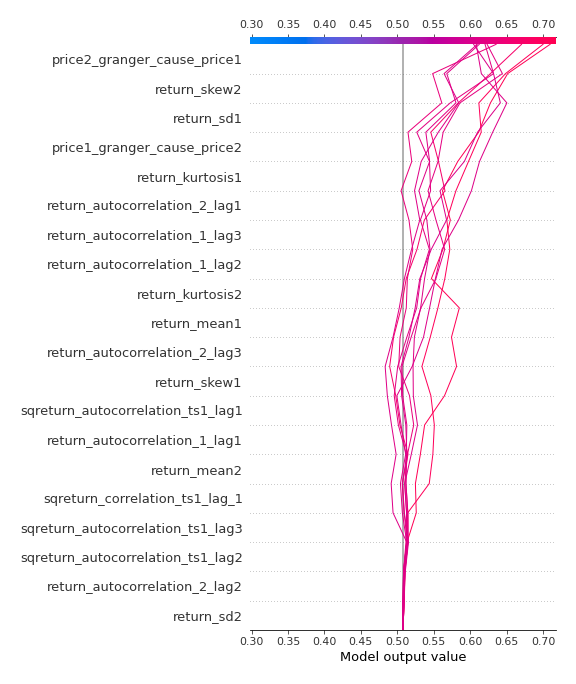 0.30 0.35 0.40 0.45 0.50 0.55 0.60 0.65 0.70
price2_granger_cause_price1
return_skew2
return_sd1
price1_granger_cause_price2
return_kurtosis1
return_autocorrelation_2_lag1
return_autocorrelation_1_lag3
return_autocorrelation_1_lag2
return_kurtosis2
return_mean1
return_autocorrelation_2_lag3
return_skew1
sqreturn_autocorrelation_ts1_lag1
return_autocorrelation_1_lag1
return_mean2
sqreturn_correlation_ts1_lag_1
sqreturn_autocorrelation_ts1_lag3
sqreturn_autocorrelation_ts1_lag2
return_autocorrelation_2_lag2
return_sd2
0.30 0.35 0.40 0.45 0.50 0.55 0.60 0.65 0.70
Model output value